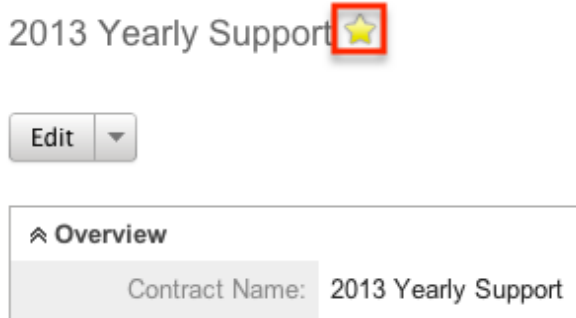 2013 Yearly Support
Edit
Overview
Contract Name: 2013 Yearly Support